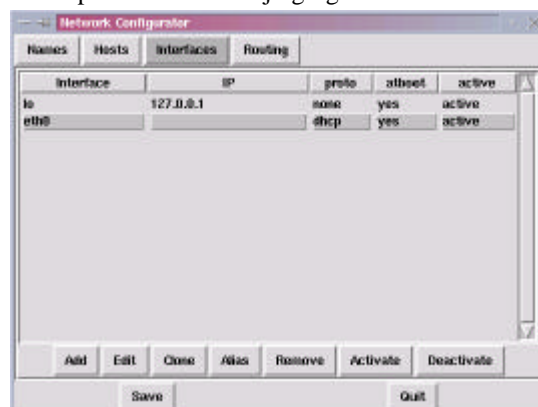 Network Configurator
Names Hosts Interfaces Routing
Interface IP proto atboot active
lo 127.0.0.1 none yes active
eth0 dhcp yes active
Add Edit Clone Alias Remove Activate Deactivate
Save Quit